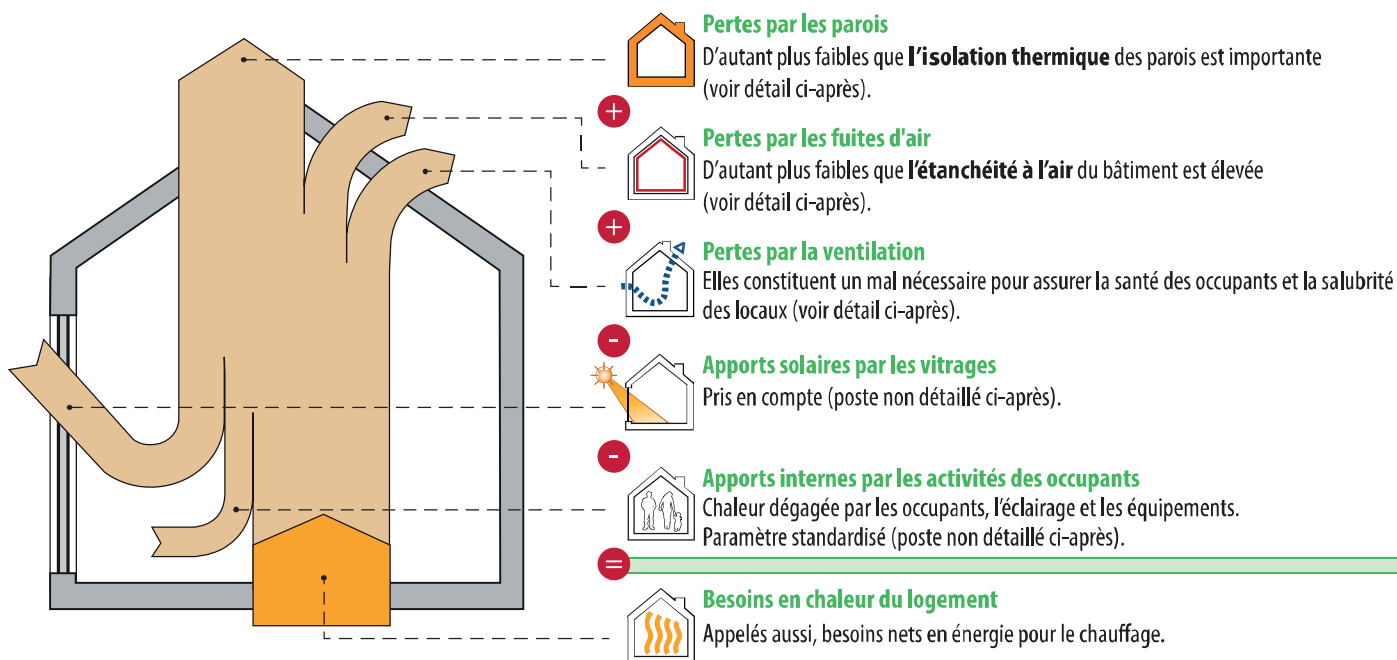 Pertes par les parois
D'autant plus faibles que l'isolation thermique des parois est importante
(voir détail ci-après).
+
Pertes par les fuites d'air
D'autant plus faibles que l'étanchéité à l'air du bâtiment est élevée
(voir détail ci-après).
+
Pertes par la ventilation
Elles constituent un mal nécessaire pour assurer la santé des occupants et la salubrité
des locaux (voir détail ci-après).
-
Apports solaires par les vitrages
Pris en compte (poste non détaillé ci-après).
-
Apports internes par les activités des occupants
Chaleur dégagée par les occupants, l'éclairage et les équipements.
Paramètre standardisé (poste non détaillé ci-après).
=
Besoins en chaleur du logement
Appelés aussi, besoins nets en énergie pour le chauffage.